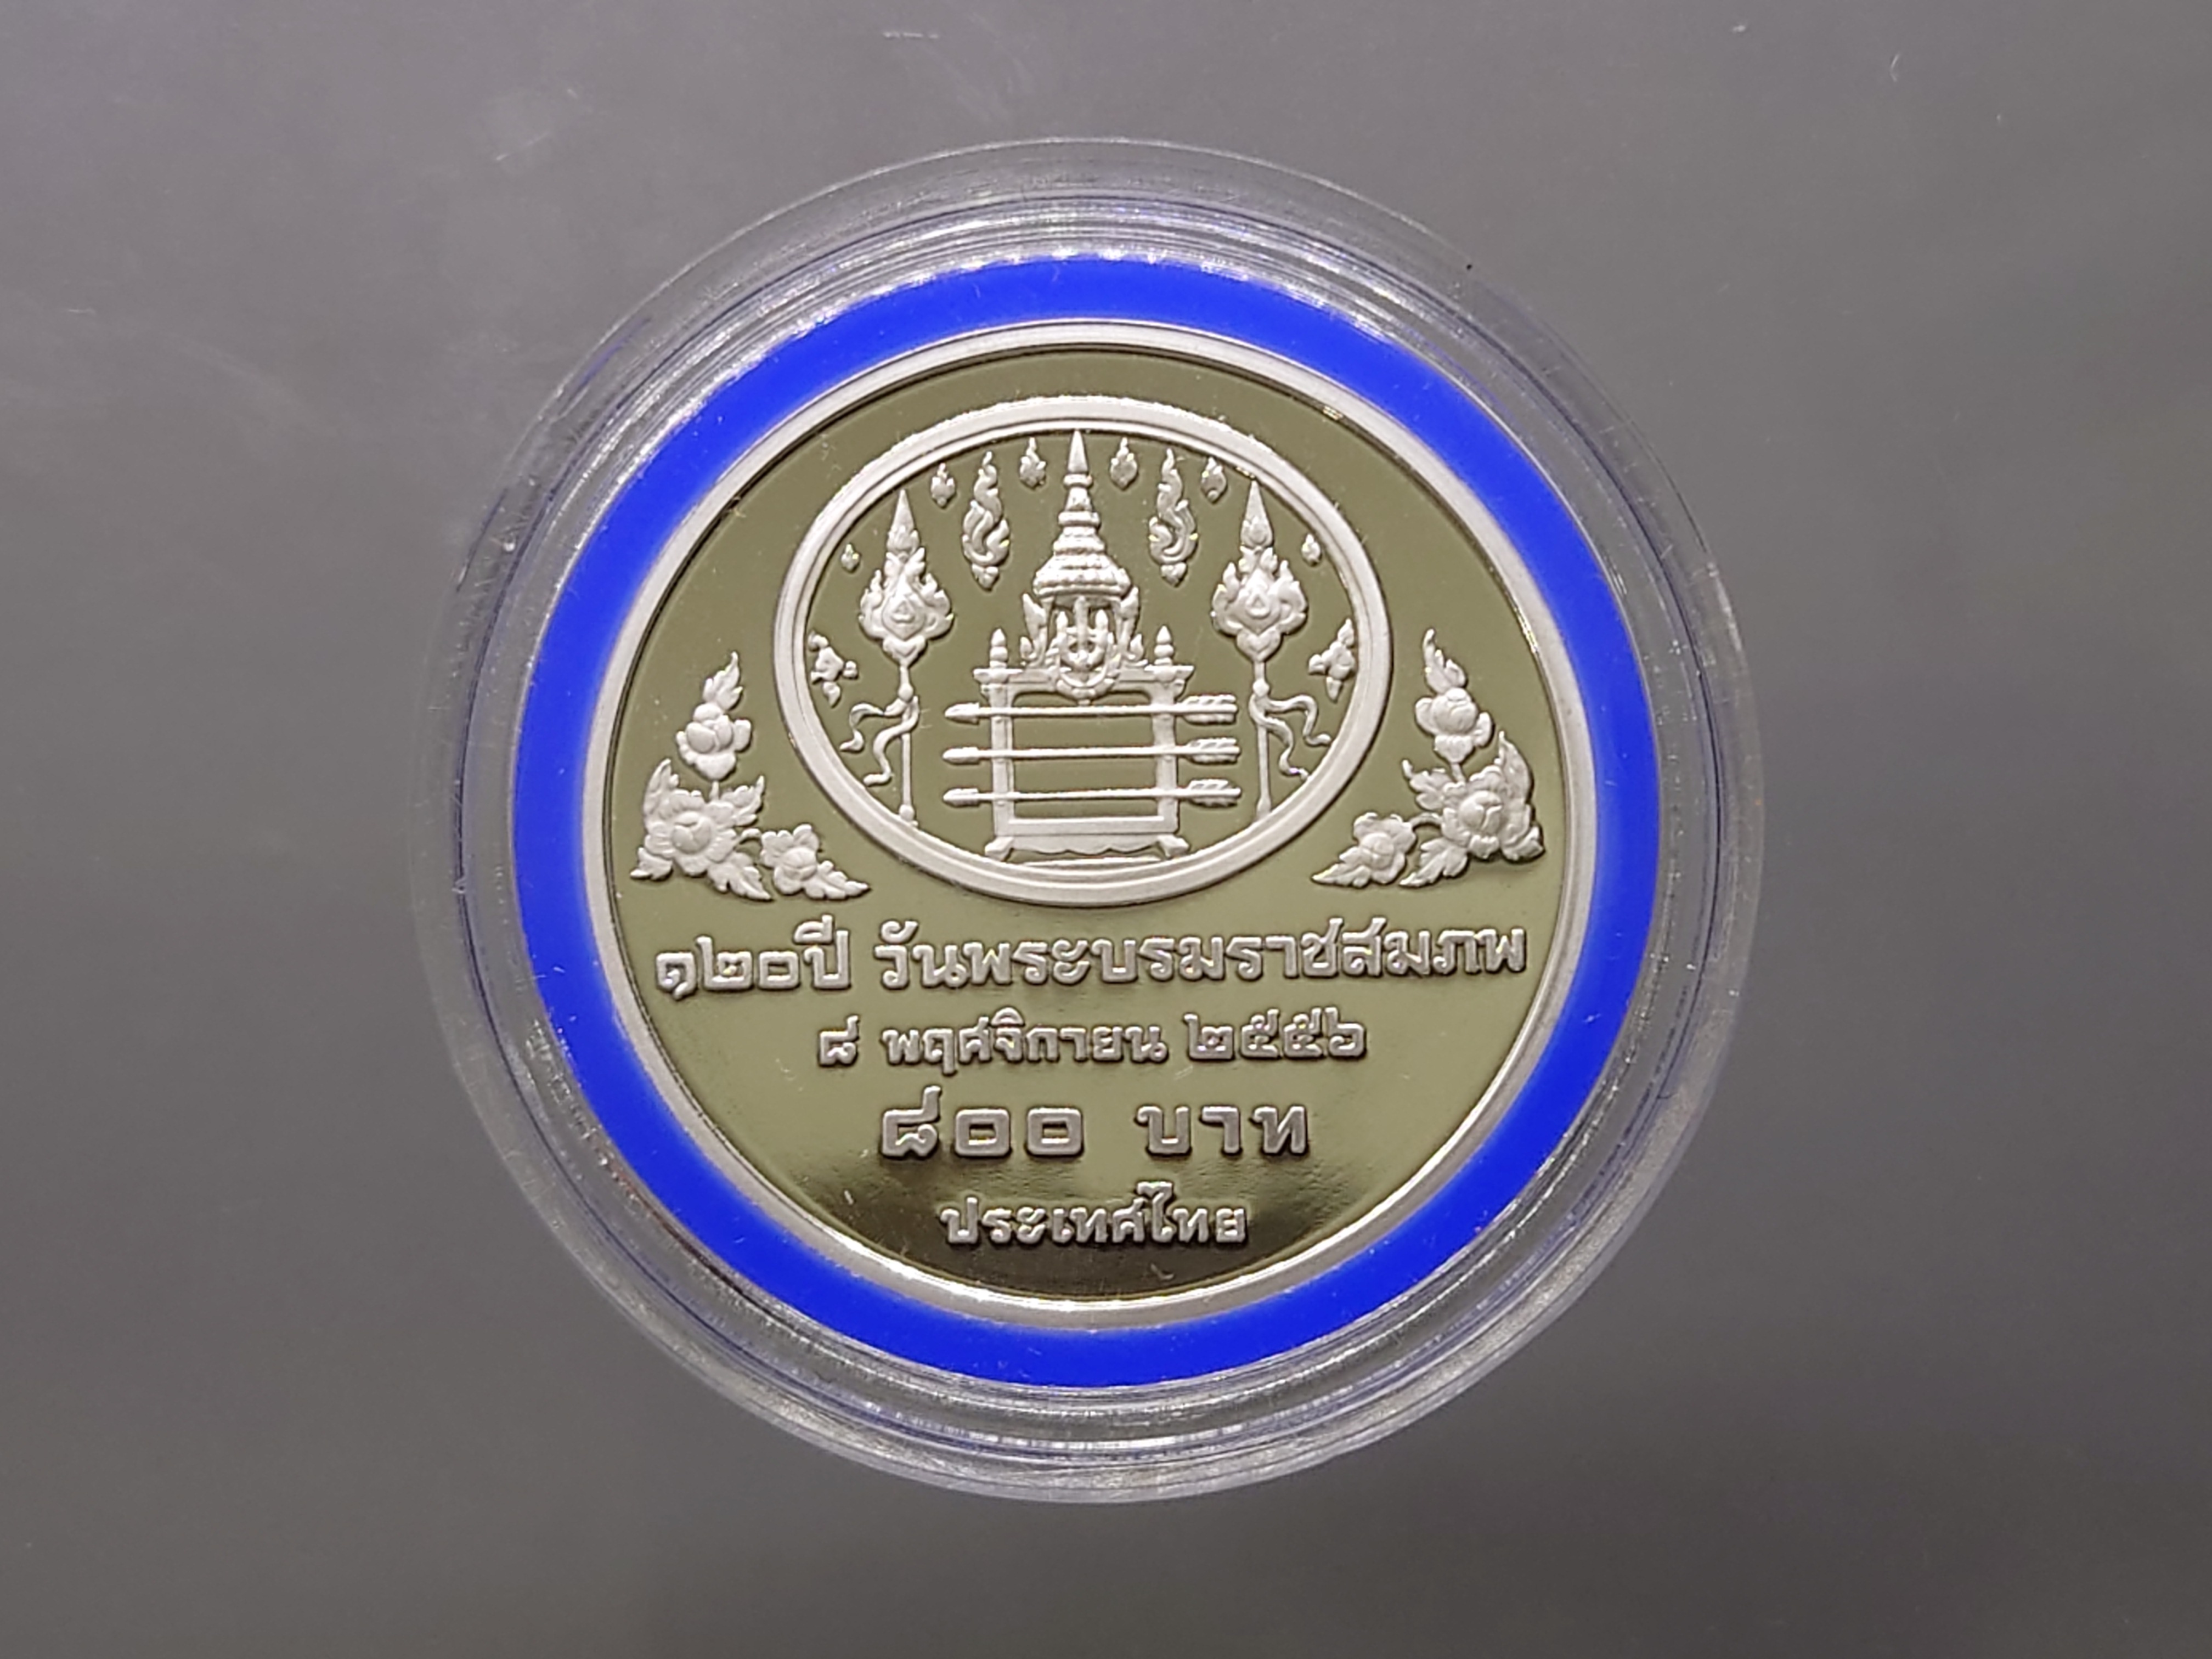 ๑๒๐ปี วันพระบรมราชสมภพ
๘ พฤศจิกายน ๒๕๕๖
๘๐๐ บาท
ประเทศไทย